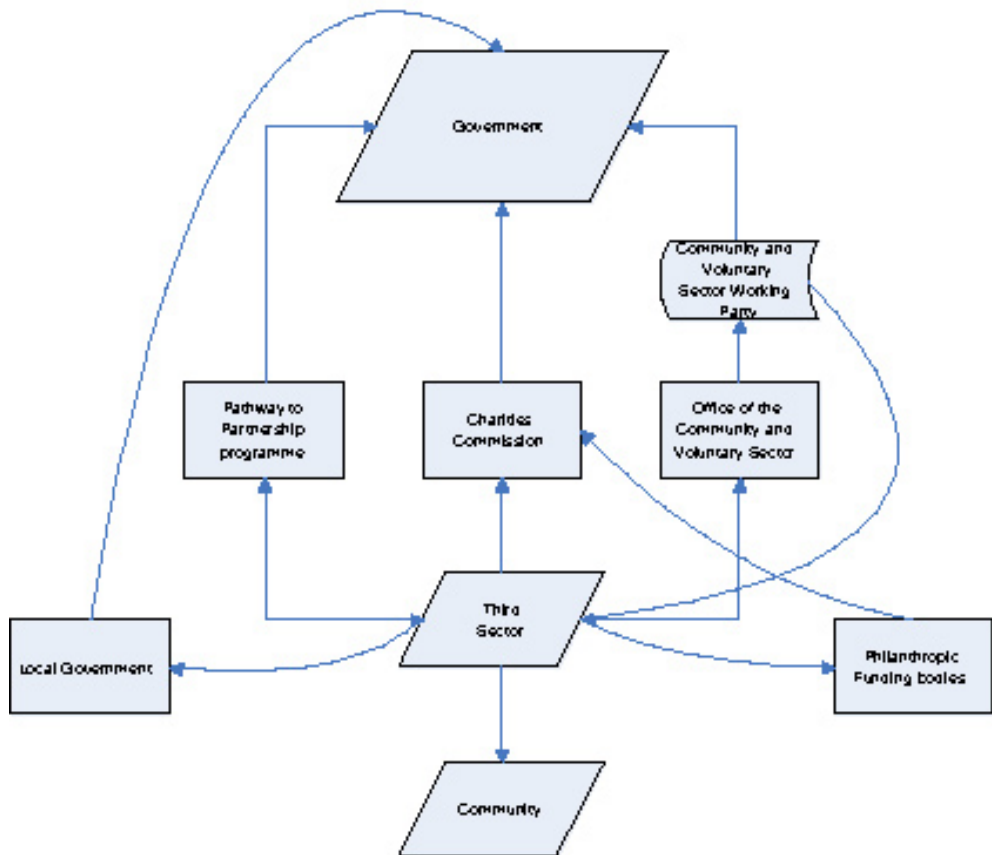 Government
Community and
Voluntary
Sector Working
Party
Pathway to
Partnership
programme
Charities
Commission
Office of the
Community and
Voluntary Sector
Third
Sector
Local Government
Philanthropic
Funding bodies
Community